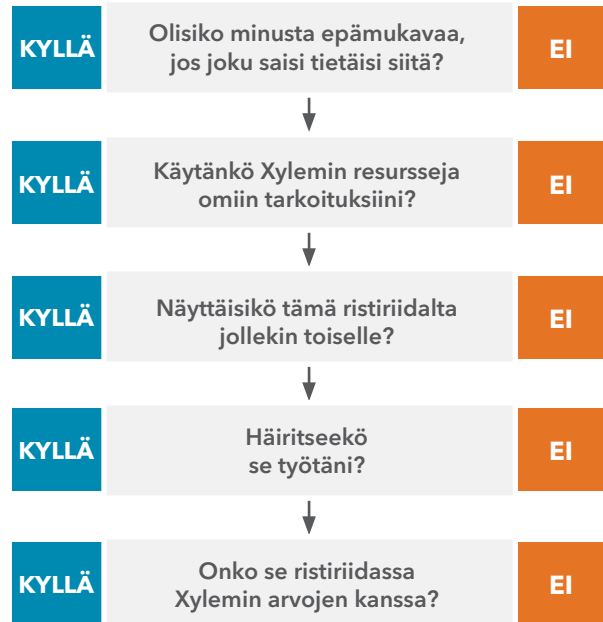 KYLLÄ
Olisiko minusta epämukavaa,
jos joku saisi tietäisi siitä?
EI
KYLLÄ
Käytänkö Xylemin resursseja
omiin tarkoituksiini?
EI
KYLLÄ
Näyttäisikö tämä ristiriidalta
jollekin toiselle?
EI
KYLLÄ
Häiritseekö
se työtäni?
EI
KYLLÄ
Onko se ristiriidassa
Xylemin arvojen kanssa?
EI